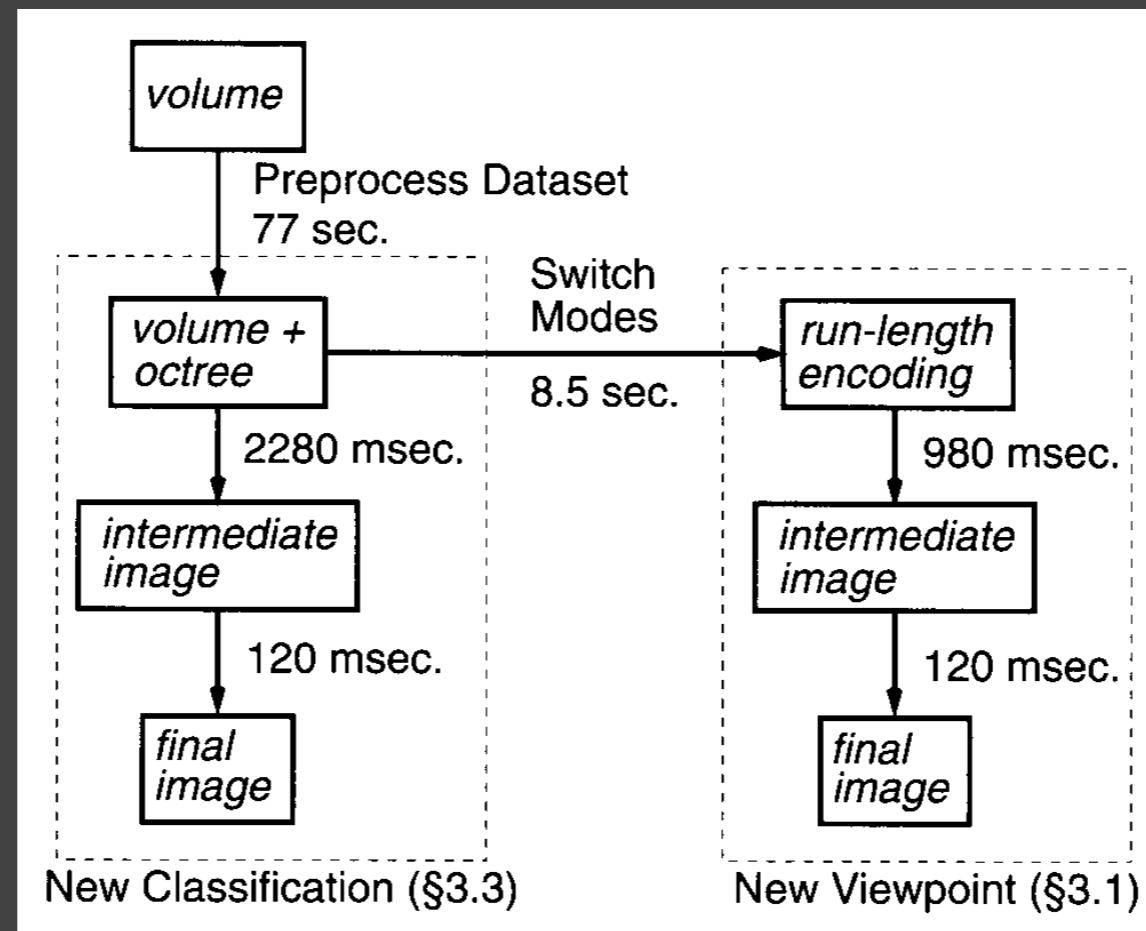 volume
Preprocess Dataset
77 sec.
volume +
octree
Switch
Modes
8.5 sec.
run-length
encoding
2280 msec.
980 msec.
intermediate
image
intermediate
image
120 msec.
120 msec.
final
image
final
image
New Classification (§3.3)
New Viewpoint (§3.1)